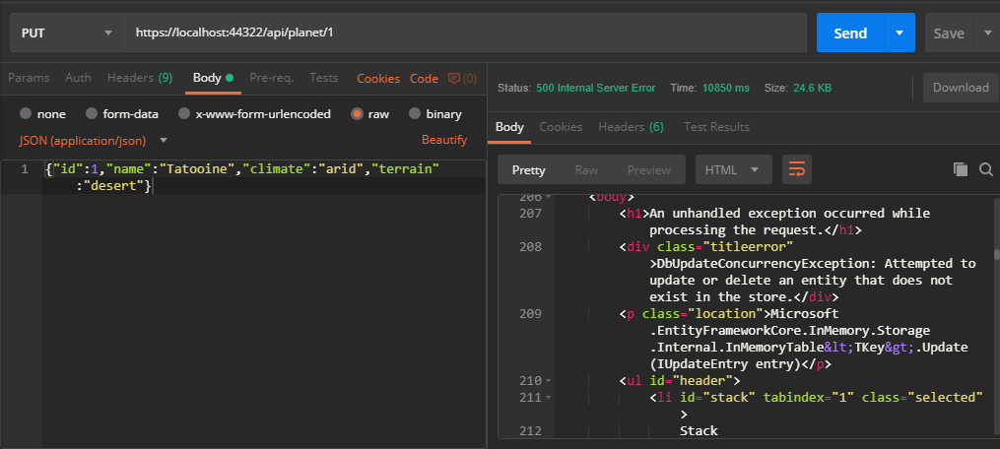 PUT https://localhost:44322/api/planet/1 Send Save
Params Auth Headers (9) Body Pre-req. Tests Cookies Code (0)
none form-data x-www-form-urlencoded raw binary
JSON (application/json) Beautify
1 {"id":1,"name":"Tatooine","climate":"arid","terrain"
:"desert"}
Status: 500 Internal Server Error Time: 10850 ms Size: 24.6 KB Download
Body Cookies Headers (6) Test Results
Pretty Raw Preview HTML
206 <body>
207 <h1>An unhandled exception occurred while
processing the request.</h1>
208 <div class="titleerror"
>DbUpdateConcurrencyException: Attempted to
update or delete an entity that does not
exist in the store.</div>
209 <p class="location">Microsoft
.EntityFrameworkCore.InMemory.Storage
.Internal.InMemoryTable&lt;TKey&gt;.Update
(IUpdateEntry entry)</p>
210 <ul id="header">
211 <li id="stack" tabindex="1" class="selected"
>
212 Stack